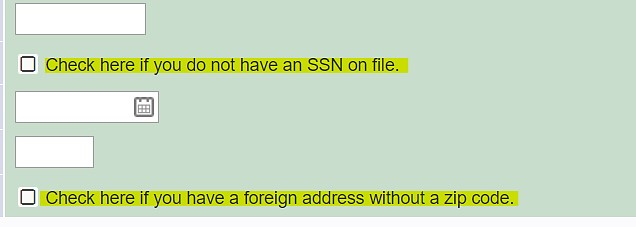 Check here if you do not have an SSN on file.
Check here if you have a foreign address without a zip code.